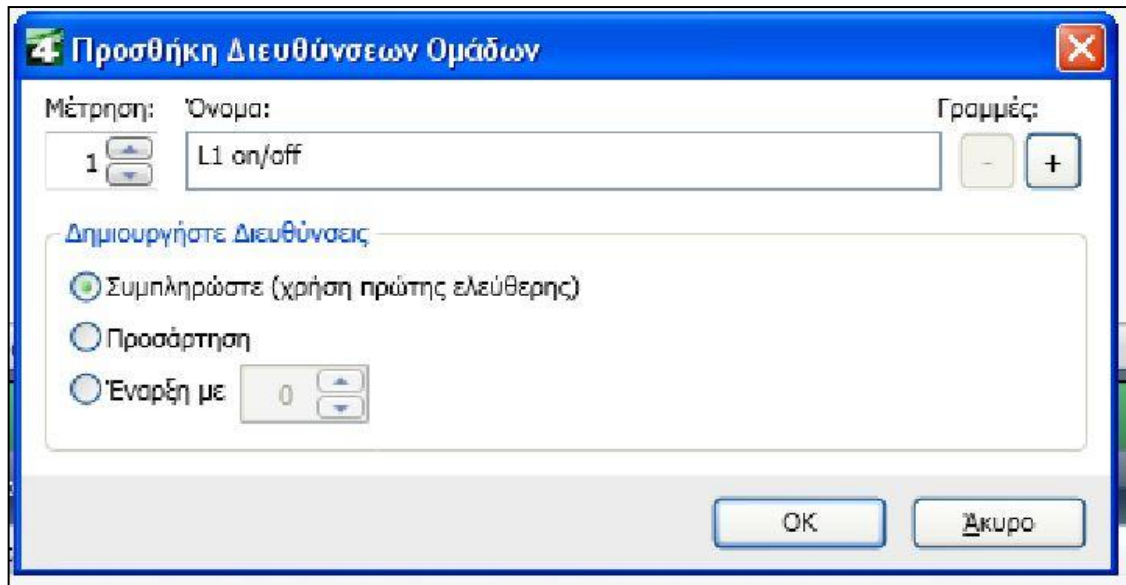 4 Προσθήκη Διευθύνσεων Ομάδων
Μέτρηση: Όνομα: Γραμμές:
1 L1 on/off - +
Δημιουργήστε Διευθύνσεις
Συμπληρώστε (χρήση πρώτης ελεύθερης)
Προσάρτηση
Έναρξη με 0
OK Άκυρο